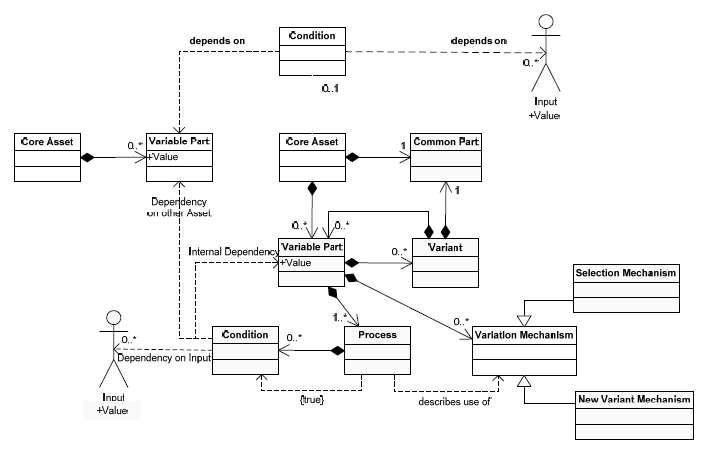 Condition
depends on
depends on
0..*
0..1
Input
+Value
Core Asset
0..*
Variable Part
+Value
Core Asset
1
Common Part
Dependency
on other Asset
1
0..*
0..*
Internal Dependency
Variable Part
+Value
0..*
Variant
Selection Mechanism
1..*
0..*
0..*
Condition
0..*
Process
Variation Mechanism
Dependency on Input
Input
+Value
{true}
describes use of
New Variant Mechanism